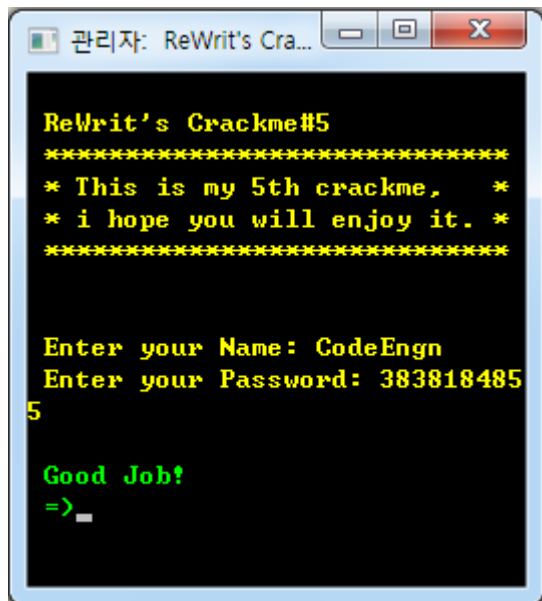 관리자: ReWrit's Cra...
ReWrit's Crackme#5
*****************************
* This is my 5th crackme,   *
* i hope you will enjoy it. *
*****************************
Enter your Name: CodeEngn
Enter your Password: 383818485
5
Good Job!
=>_